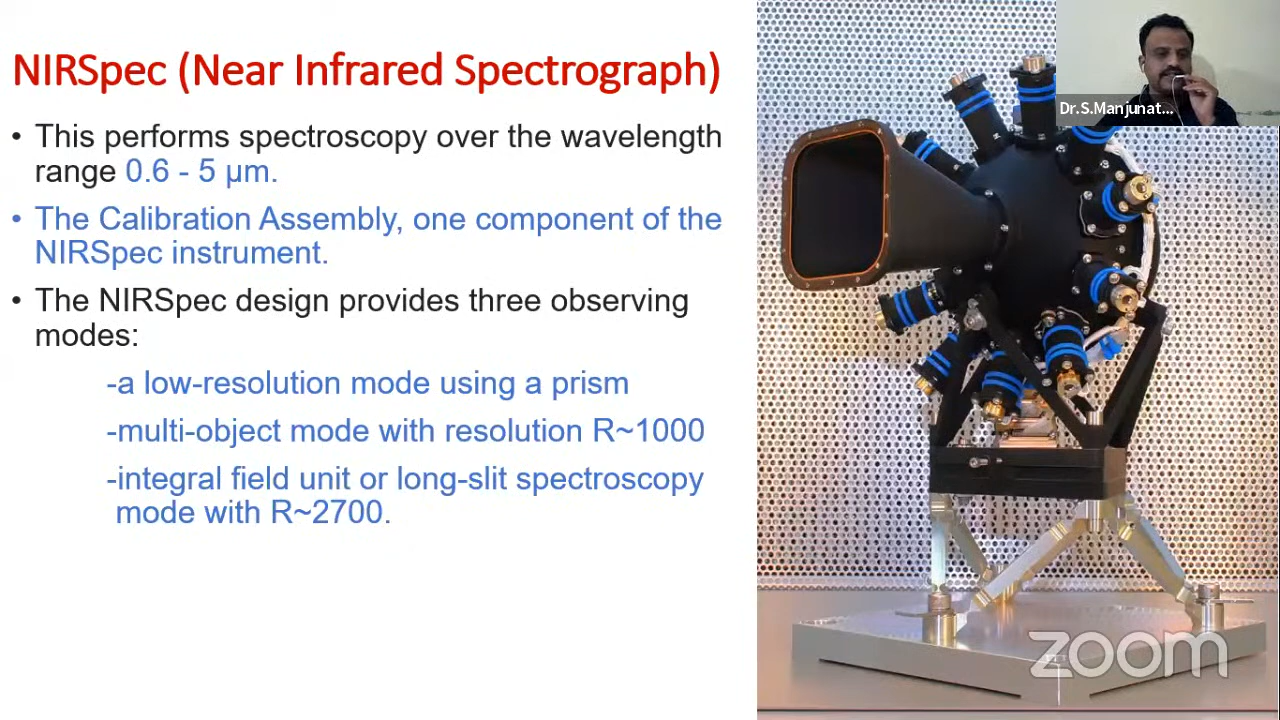 NIRSpec (Near Infrared Spectrograph)
• This performs spectroscopy over the wavelength
range 0.6 - 5 µm.
• The Calibration Assembly, one component of the
NIRSpec instrument.
• The NIRSpec design provides three observing
modes:
-a low-resolution mode using a prism
-multi-object mode with resolution R~1000
-integral field unit or long-slit spectroscopy
mode with R~2700.
Dr.S.Manjunat...
zoom